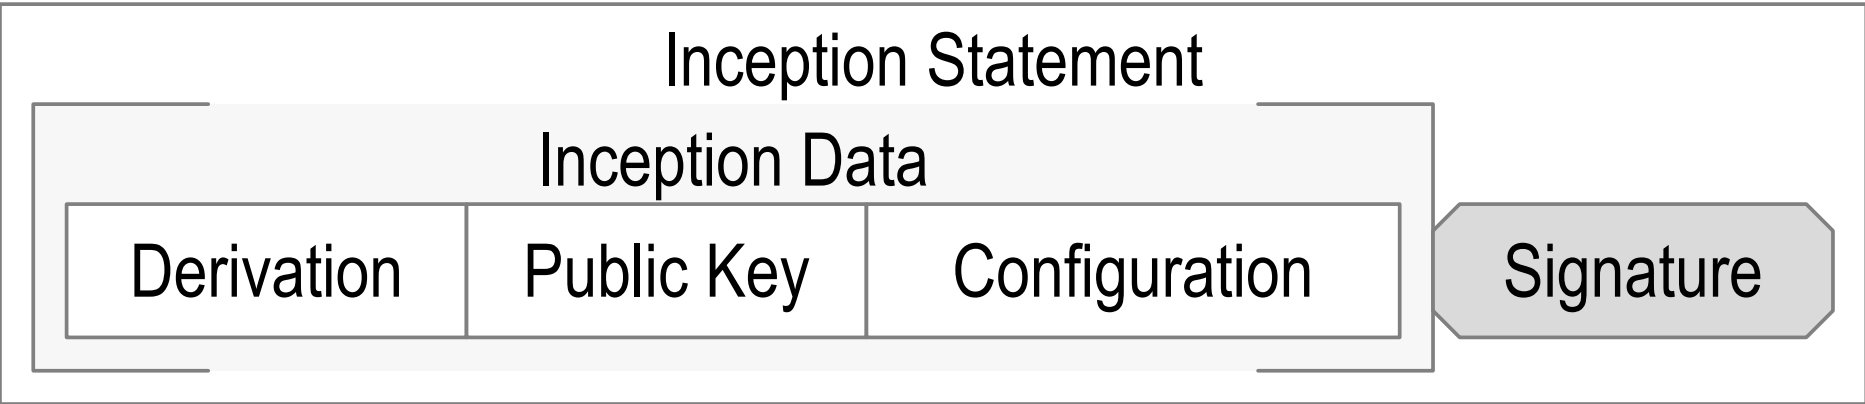 Inception Statement
Inception Data
Derivation Public Key Configuration Signature